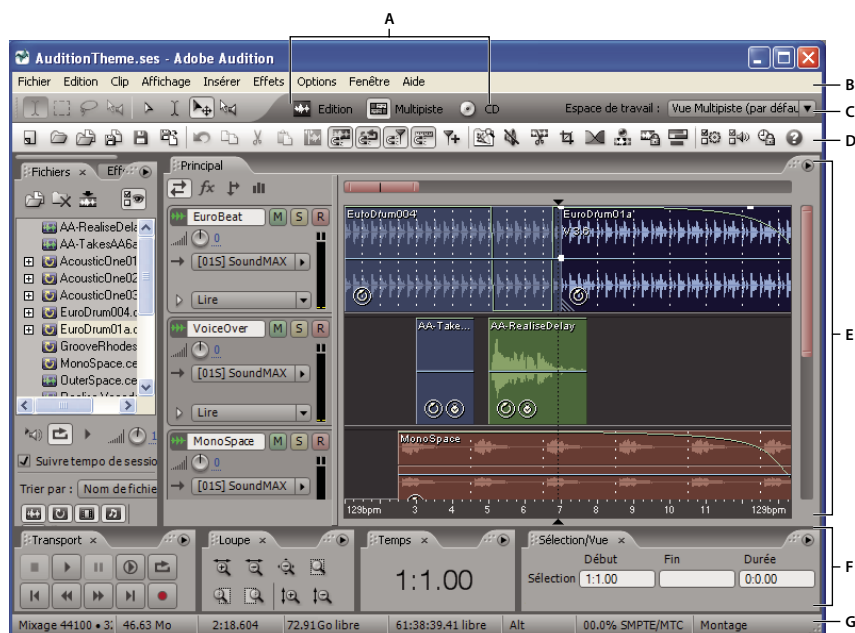 A
AuditionTheme.ses - Adobe Audition
Fichier Edition Clip Affichage Insérer Effets Options Fenêtre Aide
B
Edition Multipiste CD Espace de travail : Vue Multipiste (par défau
C
D
Fichiers × Eff
Principal
E
AA-RealiseDela
AA-TakesAA6a
AcousticOne01
AcousticOne02
AcousticOne03
EuroDrum004.c
EuroDrum01a.c
GrooveRhodes
MonoSpace.ce
OuterSpace.ce
Suivre tempo de sessio
Trier par : Nom de fichie
EuroBeat M S R
0
[01S] SoundMAX
Lire
EuroDrum004
EuroDrum01a
VoiceOver M S R
0
[01S] SoundMAX
Lire
AA-Take...
AA-RealiseDelay
MonoSpace M S R
0
[01S] SoundMAX
MonoSpace
129bpm 3 4 5 6 7 8 9 10 11 129bpm
Transport ×
Loupe ×
Temps ×
1:1.00
Sélection/Vue ×
Début Fin Durée
Sélection 1:1.00 0:0.00
F
Mixage 44100 • 32 46.63 Mo 2:18.604 72.91Go libre 61:38:39.41 libre Alt 00.0% SMPTE/MTC Montage
G